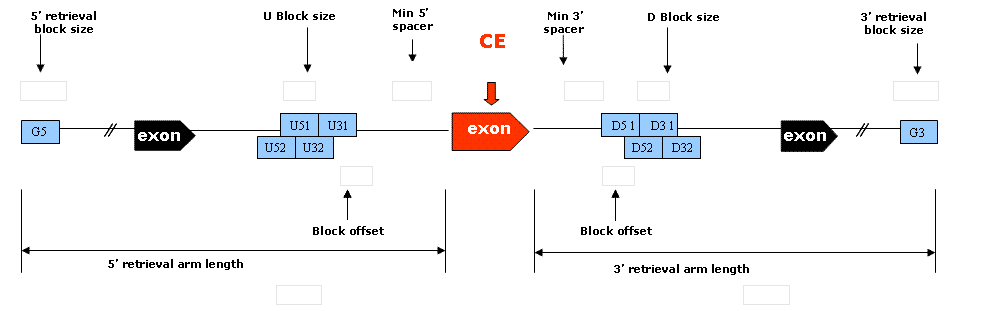 5’ retrieval
block size
U Block size
Min 5’
spacer
CE
Min 3’
spacer
D Block size
3’ retrieval
block size
G5
exon
U51
U31
U52
U32
exon
D5 1
D3 1
D52
D32
exon
G3
Block offset
Block offset
5’ retrieval arm length
3’ retrieval arm length